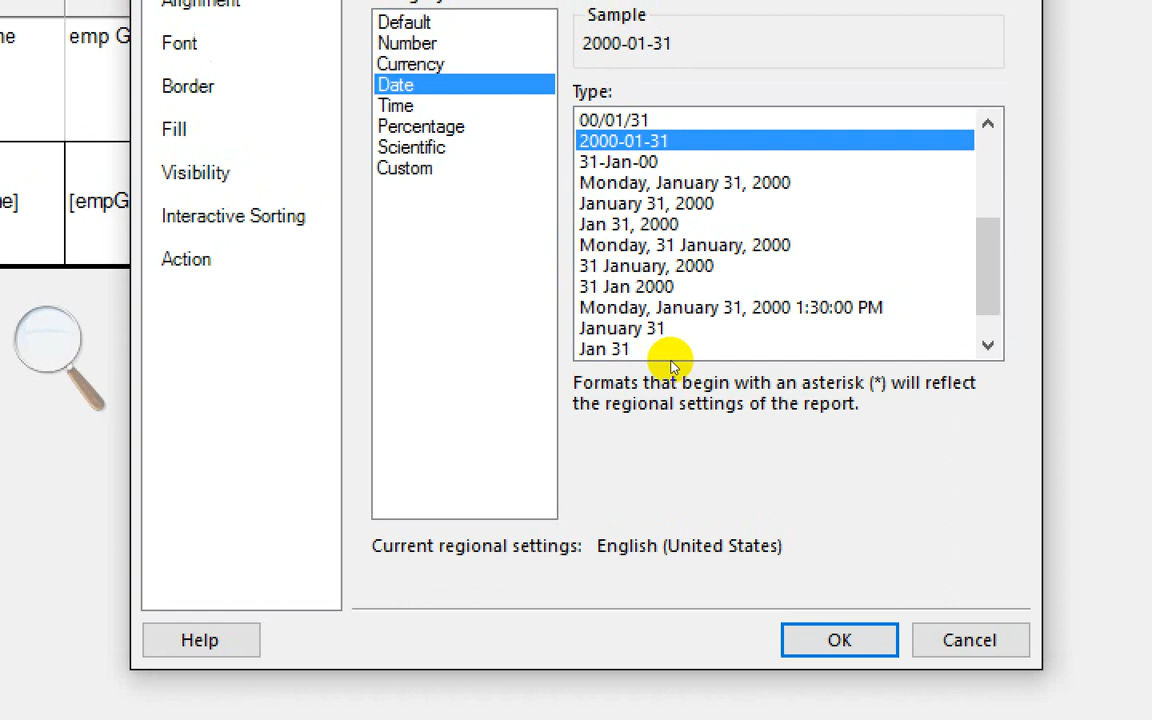 Alignment
Font
Border
Fill
Visibility
Interactive Sorting
Action
emp G
[empG
Default
Number
Currency
Date
Time
Percentage
Scientific
Custom
Sample
2000-01-31
Type:
00/01/31
2000-01-31
31-Jan-00
Monday, January 31, 2000
January 31, 2000
Jan 31, 2000
Monday, 31 January, 2000
31 January, 2000
31 Jan 2000
Monday, January 31, 2000 1:30:00 PM
January 31
Jan 31
Formats that begin with an asterisk (*) will reflect
the regional settings of the report.
Current regional settings: English (United States)
Help
OK
Cancel